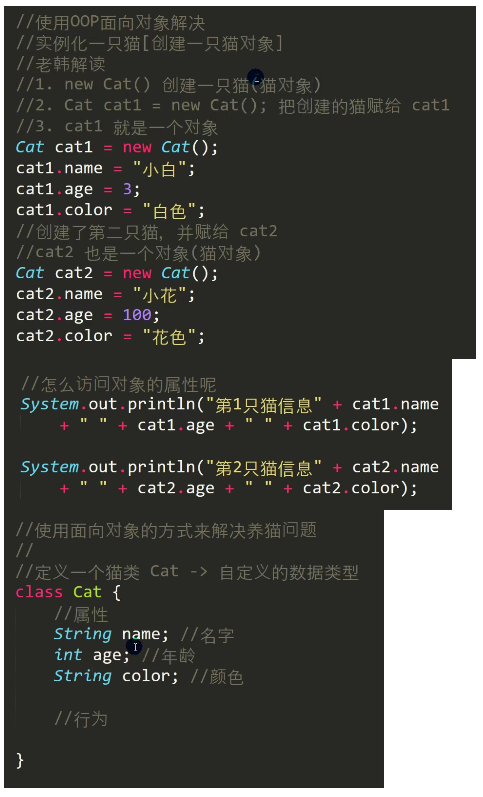 //使用OOP面向对象解决
//实例化一只猫[创建一只猫对象]
//老韩解读
//1. new Cat() 创建一只猫(猫对象)
//2. Cat cat1 = new Cat(); 把创建的猫赋给 cat1
//3. cat1 就是一个对象
Cat cat1 = new Cat();
cat1.name = "小白";
cat1.age = 3;
cat1.color = "白色";
//创建了第二只猫，并赋给 cat2
//cat2 也是一个对象(猫对象)
Cat cat2 = new Cat();
cat2.name = "小花";
cat2.age = 100;
cat2.color = "花色";
//怎么访问对象的属性呢
System.out.println("第1只猫信息" + cat1.name
+ " " + cat1.age + " " + cat1.color);
System.out.println("第2只猫信息" + cat2.name
+ " " + cat2.age + " " + cat2.color);
//使用面向对象的方式来解决养猫问题
//
//定义一个猫类 Cat -> 自定义的数据类型
class Cat {
//属性
String name; //名字
int age; //年龄
String color; //颜色
//行为
}